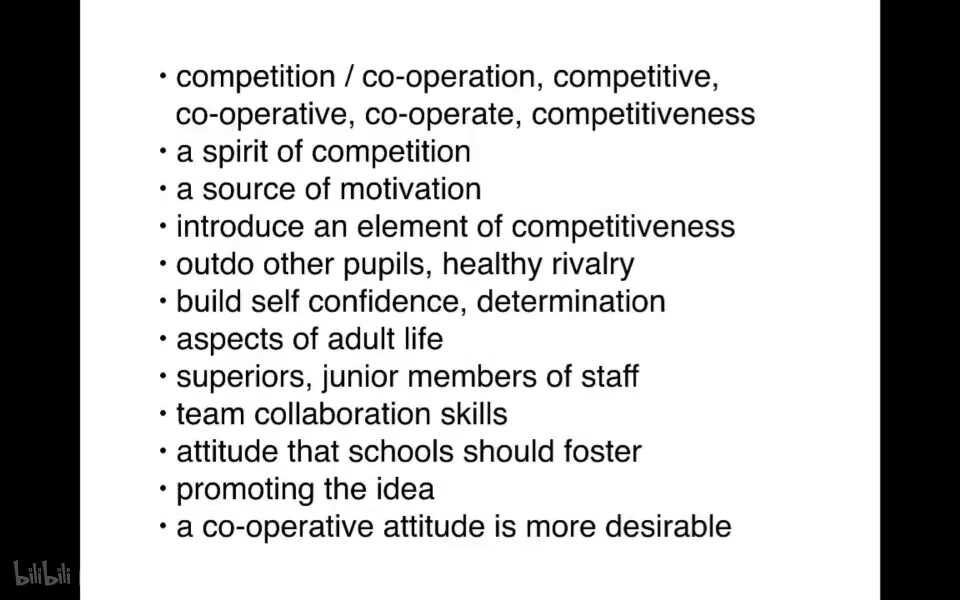 • competition / co-operation, competitive,
co-operative, co-operate, competitiveness
• a spirit of competition
• a source of motivation
• introduce an element of competitiveness
• outdo other pupils, healthy rivalry
• build self confidence, determination
• aspects of adult life
• superiors, junior members of staff
• team collaboration skills
• attitude that schools should foster
• promoting the idea
• a co-operative attitude is more desirable
bilibili